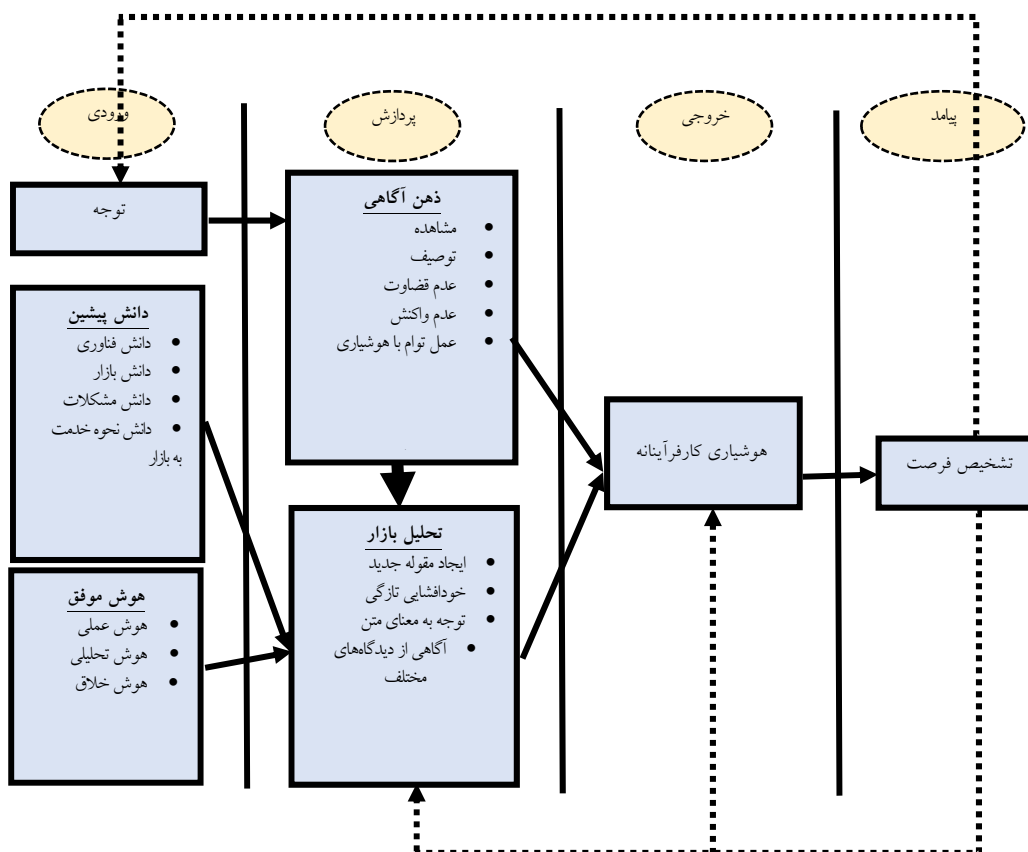 ورودی
پردازش
خروجی
پیامد
توجه
ذهن آگاهی
• مشاهده
• توصیف
• عدم قضاوت
• عدم واکنش
• عمل توام با هوشیاری
دانش پیشین
• دانش فناوری
• دانش بازار
• دانش مشکلات
• دانش نحوه خدمت
به بازار
هوش موفق
• هوش عملی
• هوش تحلیلی
• هوش خلاق
تحلیل بازار
• ایجاد مقوله جدید
• خودافشایی تازگی
• توجه به معنای متن
• آگاهی از دیدگاه‌های
مختلف
هوشیاری کارفرآینانه
تشخیص فرصت